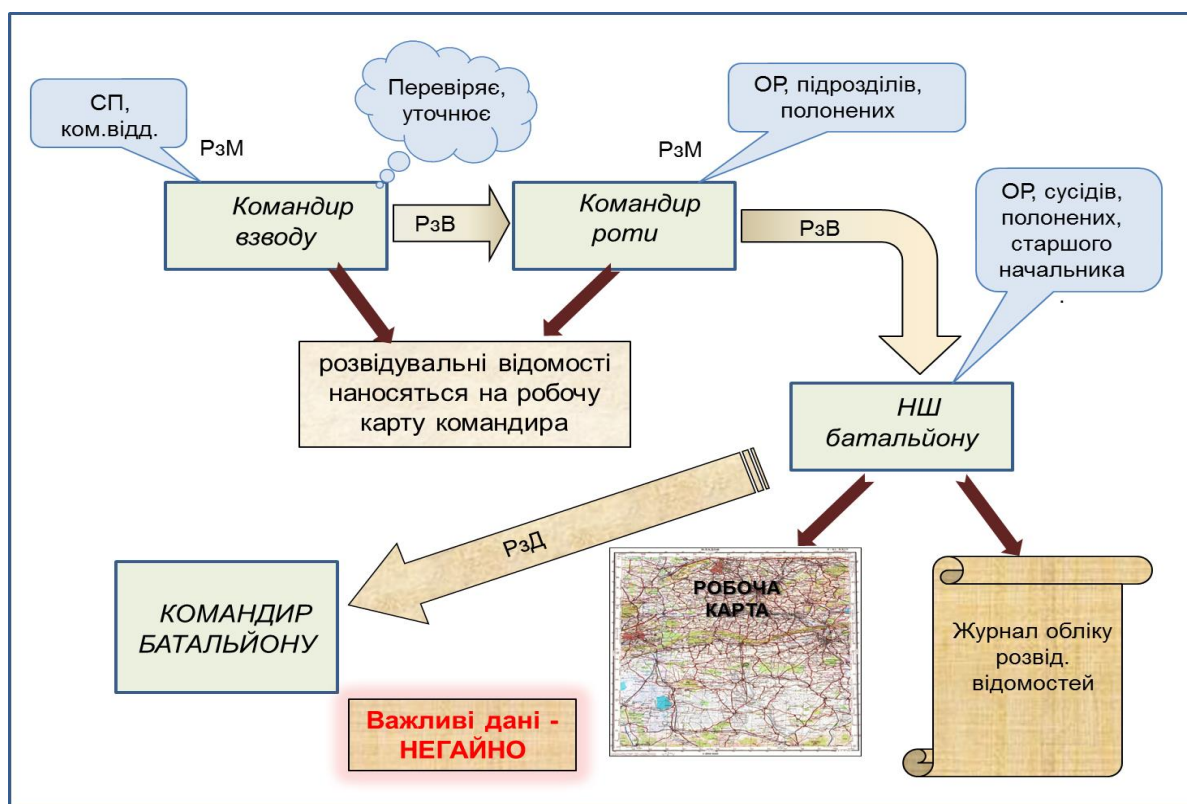 СП,
ком.відд.
РзМ
Перевіряє,
уточнює
РзМ
ОР, підрозділів,
полонених
Командир
взводу
РзВ
Командир
роти
РзВ
ОР, сусідів,
полонених,
старшого
начальника
.
розвідувальні відомості
наносяться на робочу
карту командира
НШ
батальйону
РзД
КОМАНДИР
БАТАЛЬЙОНУ
РОБОЧА
КАРТА
Журнал обліку
розвід.
відомостей
Важливі дані -
НЕГАЙНО